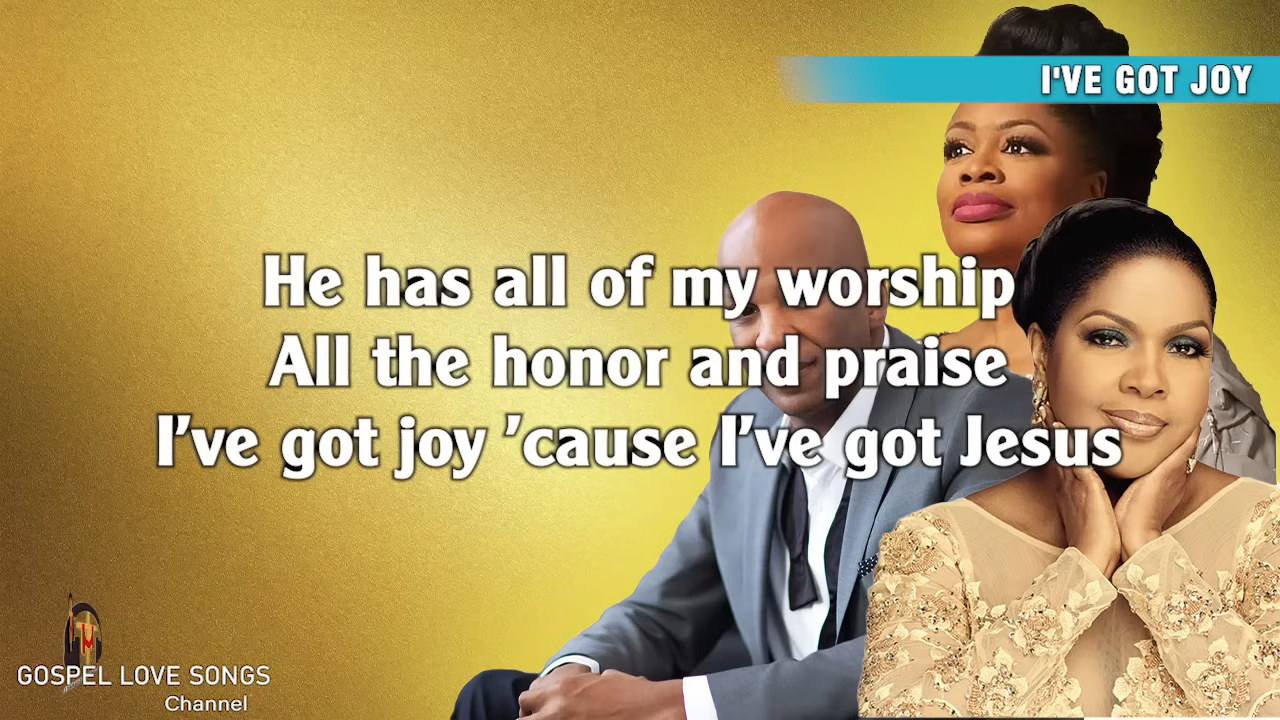 I'VE GOT JOY
He has all of my worship
All the honor and praise
I've got joy 'cause I've got Jesus
GOSPEL LOVE SONGS
Channel